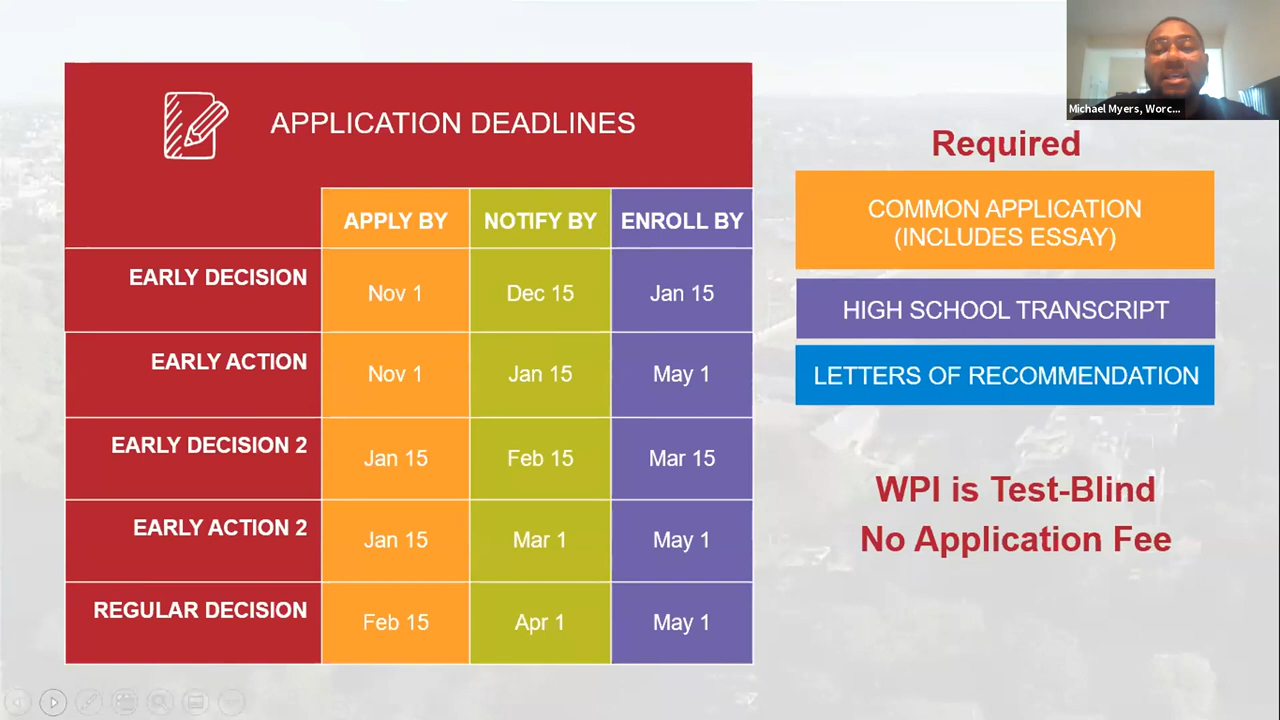 APPLICATION DEADLINES
APPLY BY NOTIFY BY ENROLL BY
EARLY DECISION Nov 1 Dec 15 Jan 15
EARLY ACTION Nov 1 Jan 15 May 1
EARLY DECISION 2 Jan 15 Feb 15 Mar 15
EARLY ACTION 2 Jan 15 Mar 1 May 1
REGULAR DECISION Feb 15 Apr 1 May 1
Michael Myers, Worc...
Required
COMMON APPLICATION
(INCLUDES ESSAY)
HIGH SCHOOL TRANSCRIPT
LETTERS OF RECOMMENDATION
WPI is Test-Blind
No Application Fee